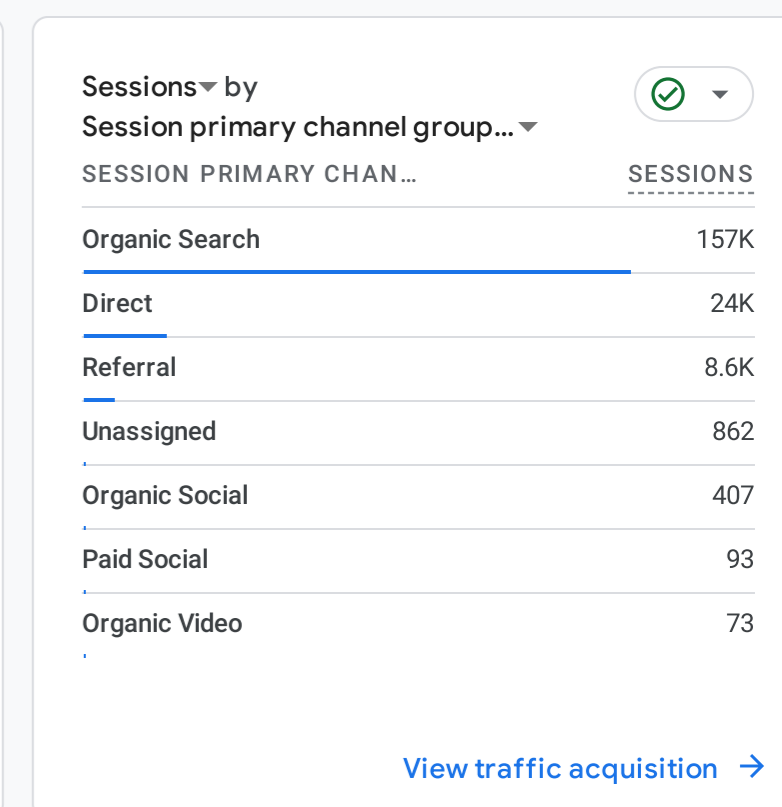 Sessions by
Session primary channel group...
SESSION PRIMARY CHAN... SESSIONS
Organic Search 157K
Direct 24K
Referral 8.6K
Unassigned 862
Organic Social 407
Paid Social 93
Organic Video 73
View traffic acquisition